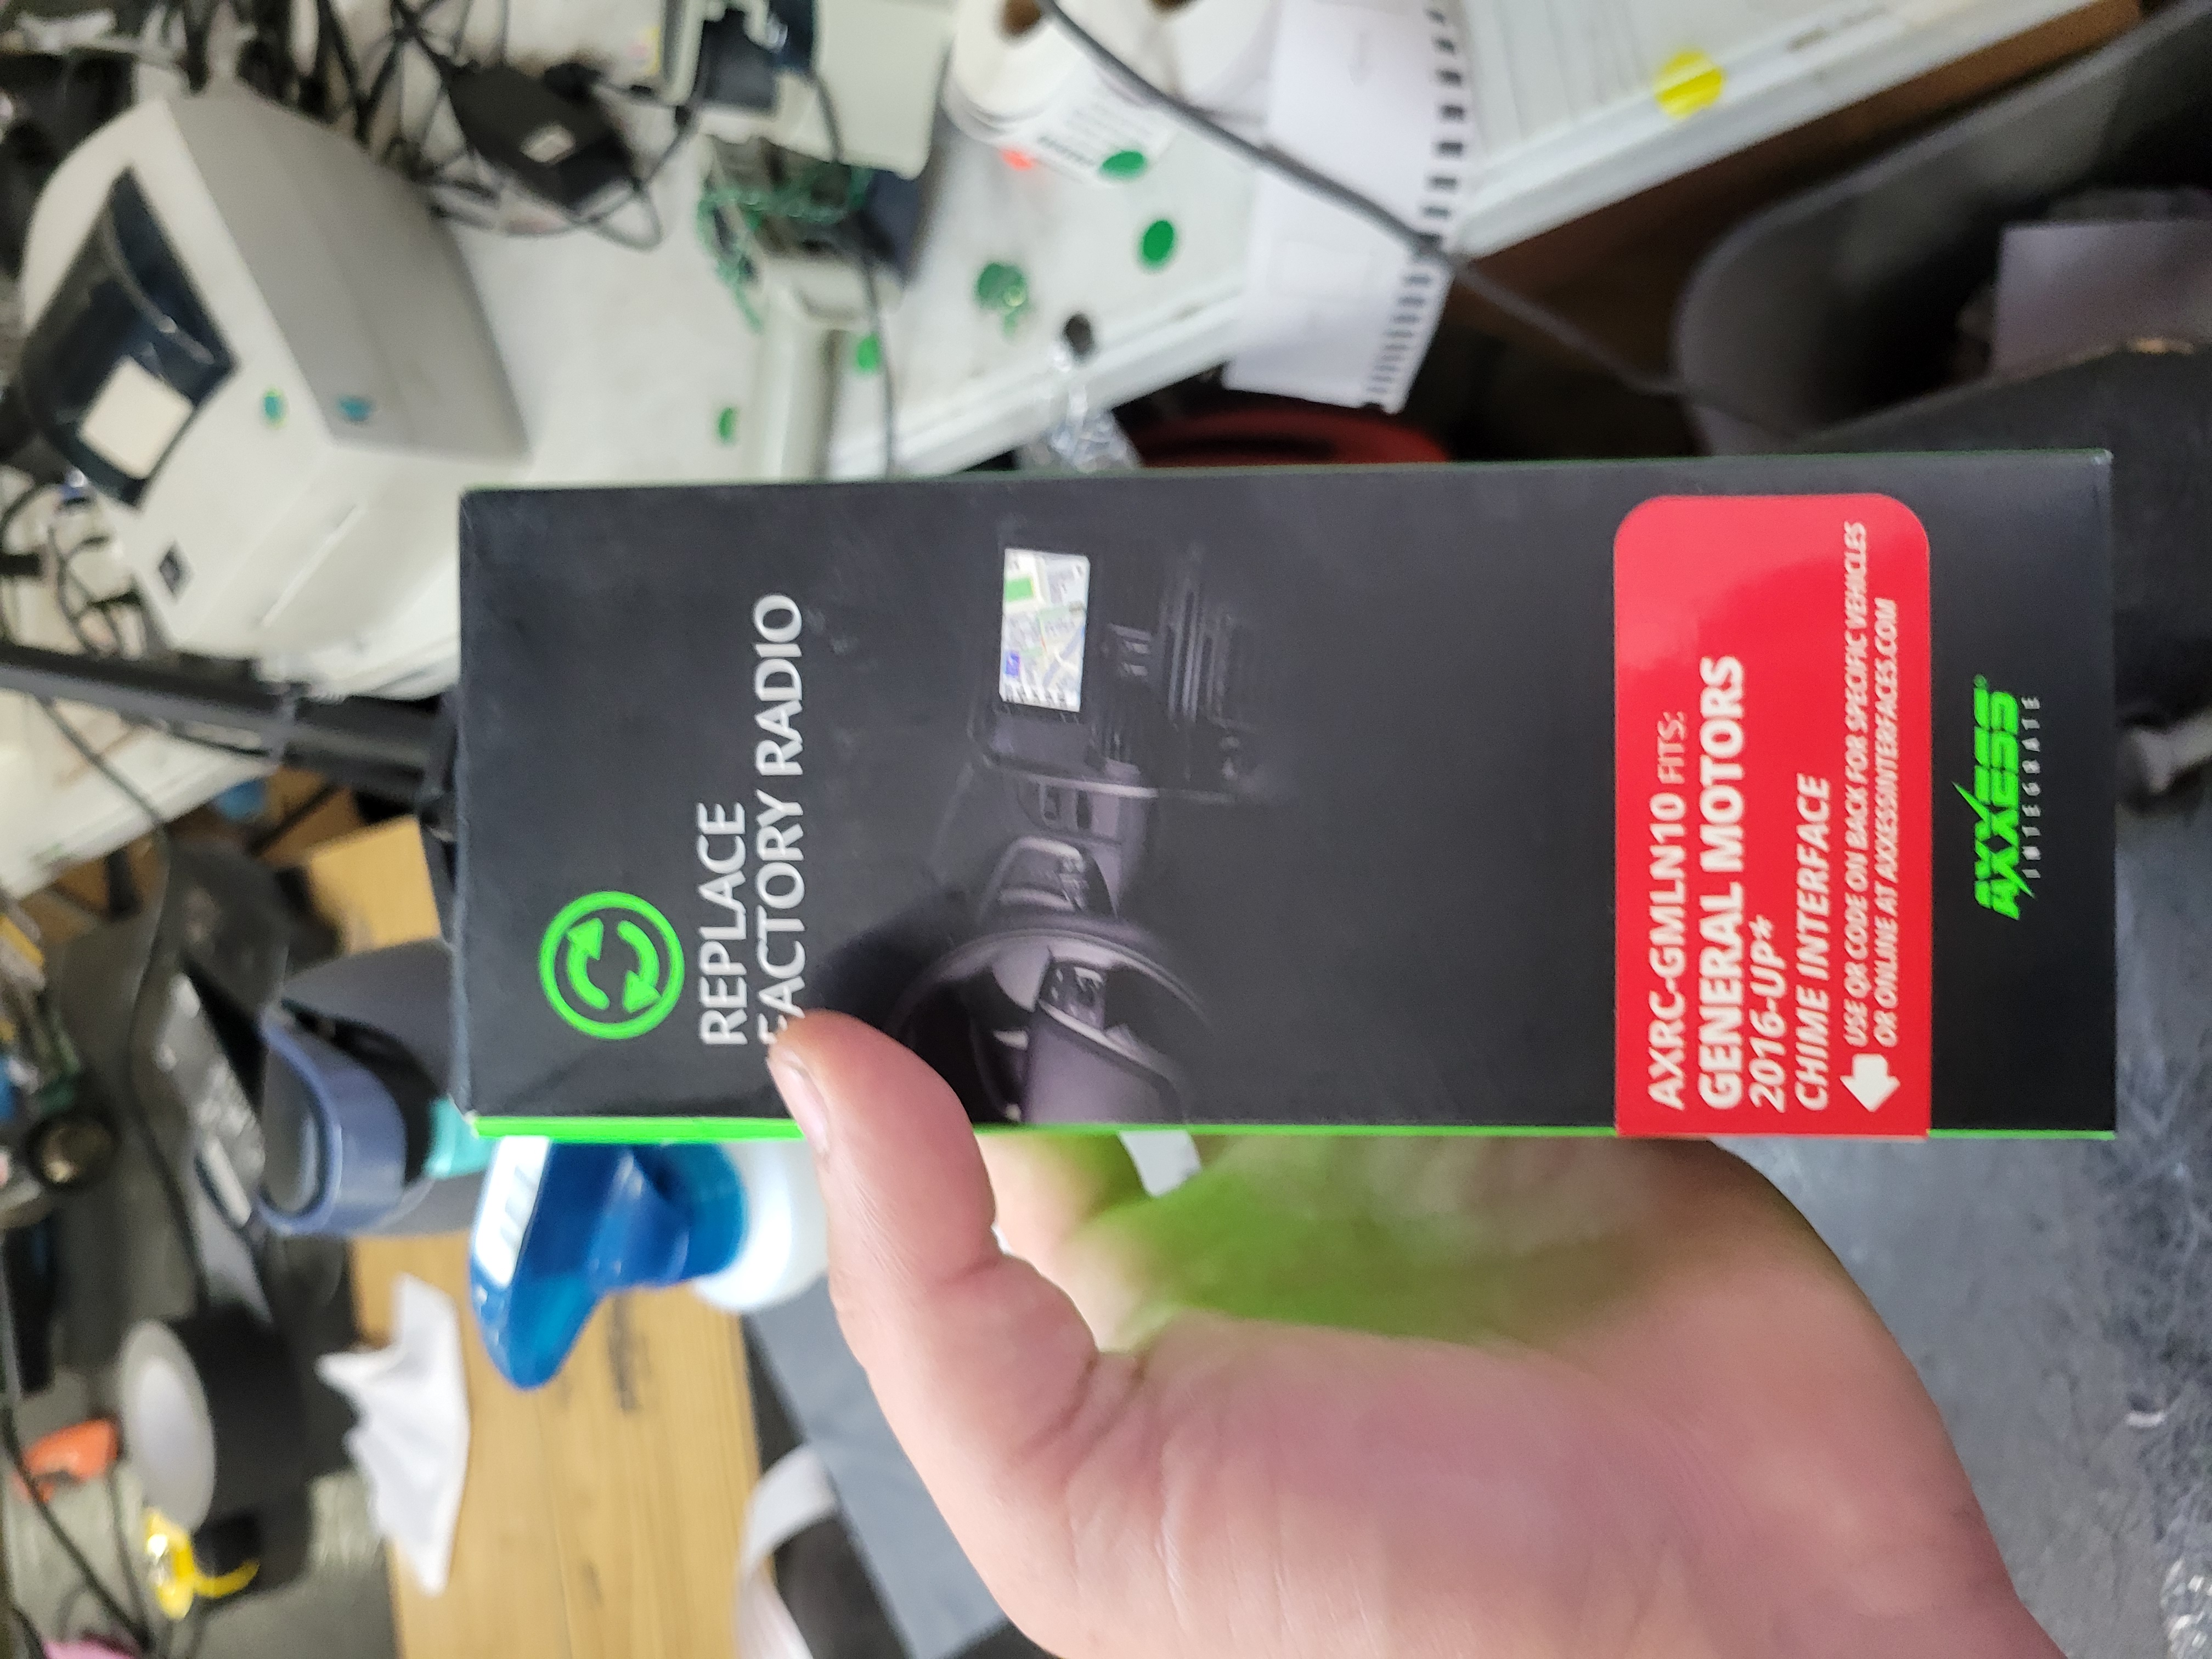 REPLACE
FACTORY RADIO
AXRC-GMLN10 FITS:
GENERAL MOTORS
2016-UP*
CHIME INTERFACE
USE QR CODE ON BACK FOR SPECIFIC VEHICLES
OR ONLINE AT AXXESSINTERFACES.COM
AXXESS®
INTEGRATE